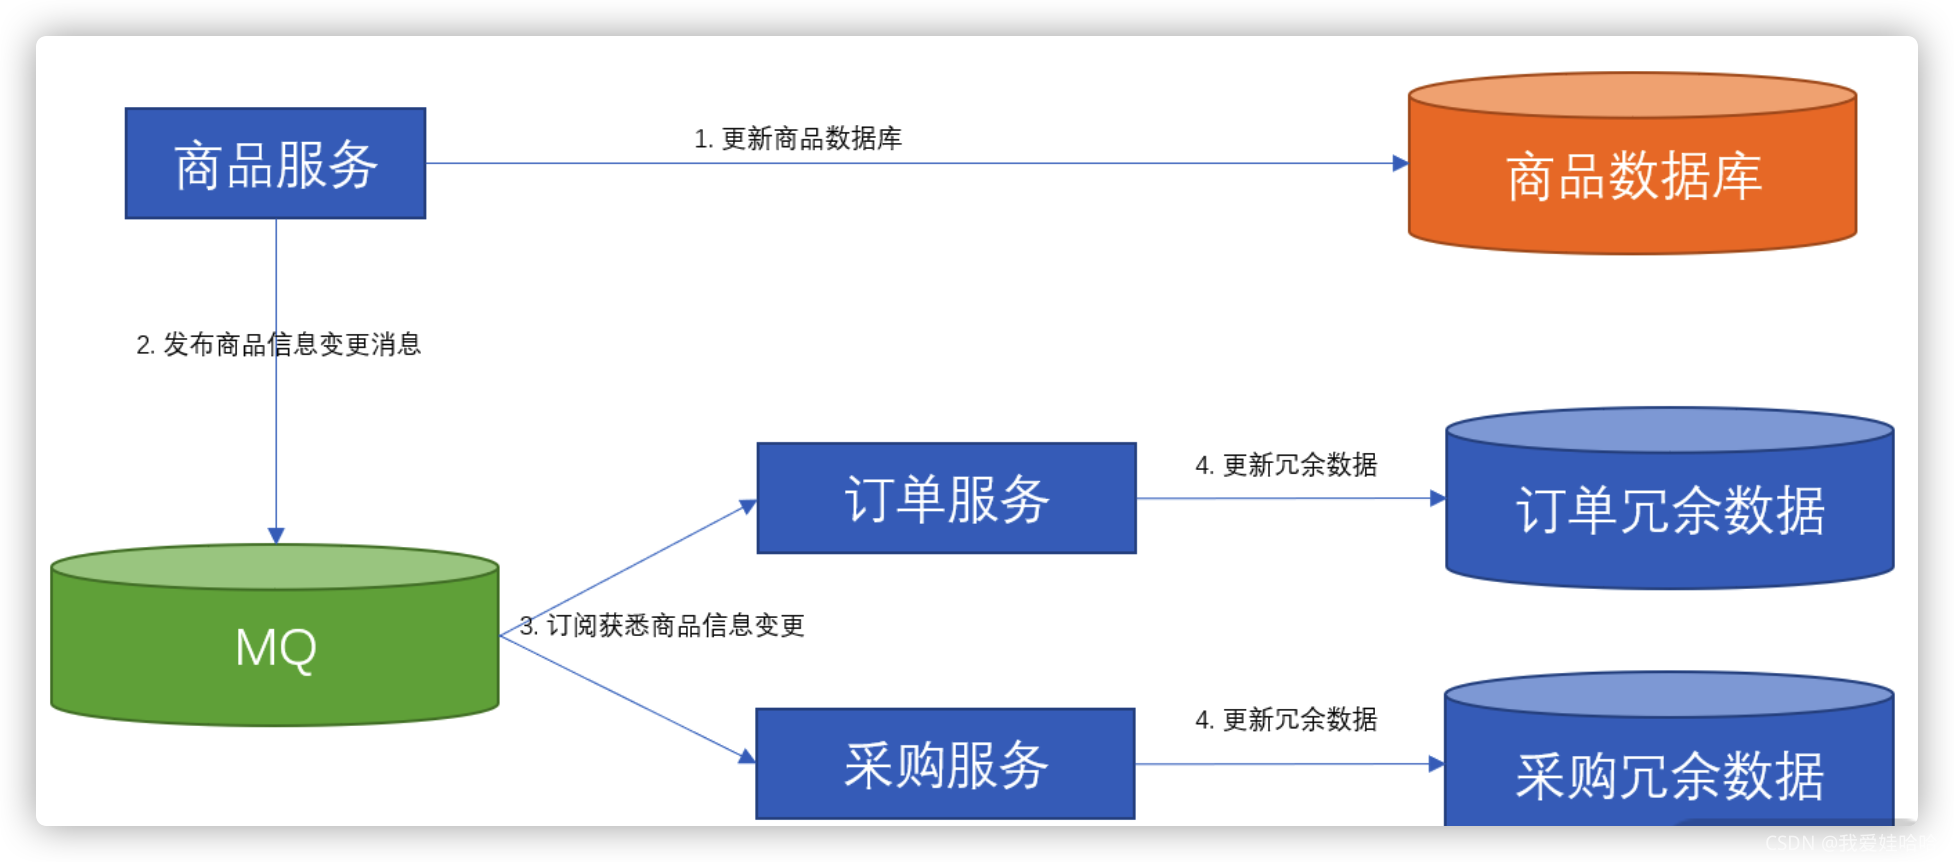 商品服务
1. 更新商品数据库
商品数据库
2. 发布商品信息变更消息
订单服务
4. 更新冗余数据
订单冗余数据
MQ
3. 订阅获悉商品信息变更
采购服务
4. 更新冗余数据
采购冗余数据
CSDN @我爱娃哈哈